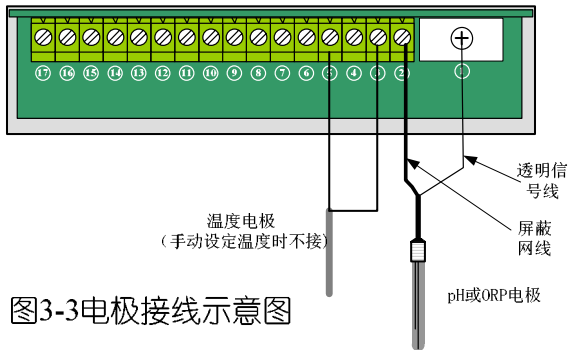 ⑰ ⑯ ⑮ ⑭ ⑬ ⑫ ⑪ ⑩ ⑨ ⑧ ⑦ ⑥ ⑤ ④ ③ ② ①
透明信
号线
温度电极
(手动设定温度时不接)
屏蔽
网线
pH或ORP电极
图3-3电极接线示意图